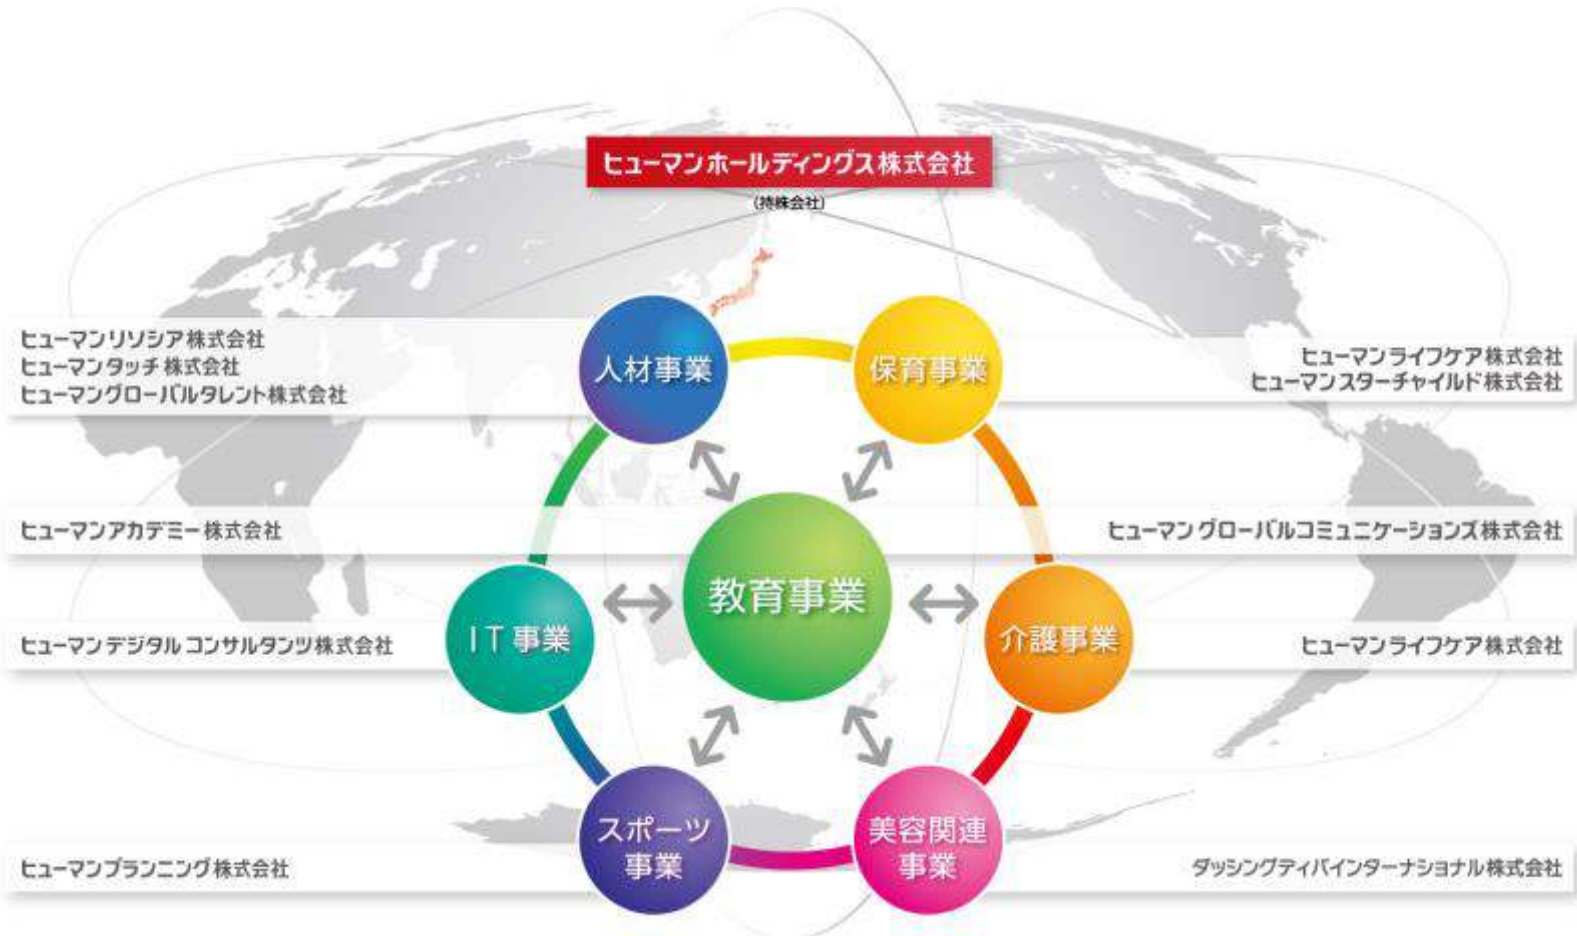 ヒューマンホールディングス株式会社
(持株会社)
ヒューマンリソシア株式会社
ヒューマンタッチ株式会社
ヒューマングローバルタレント株式会社
人材事業
保育事業
ヒューマンライフケア株式会社
ヒューマンスターチャイルド株式会社
ヒューマンアカデミー株式会社
ヒューマングローバルコミュニケーションズ株式会社
教育事業
ヒューマンデジタルコンサルタンツ株式会社
IT事業
介護事業
ヒューマンライフケア株式会社
ヒューマンプランニング株式会社
スポーツ
事業
美容関連
事業
ダッシングディバインターナショナル株式会社